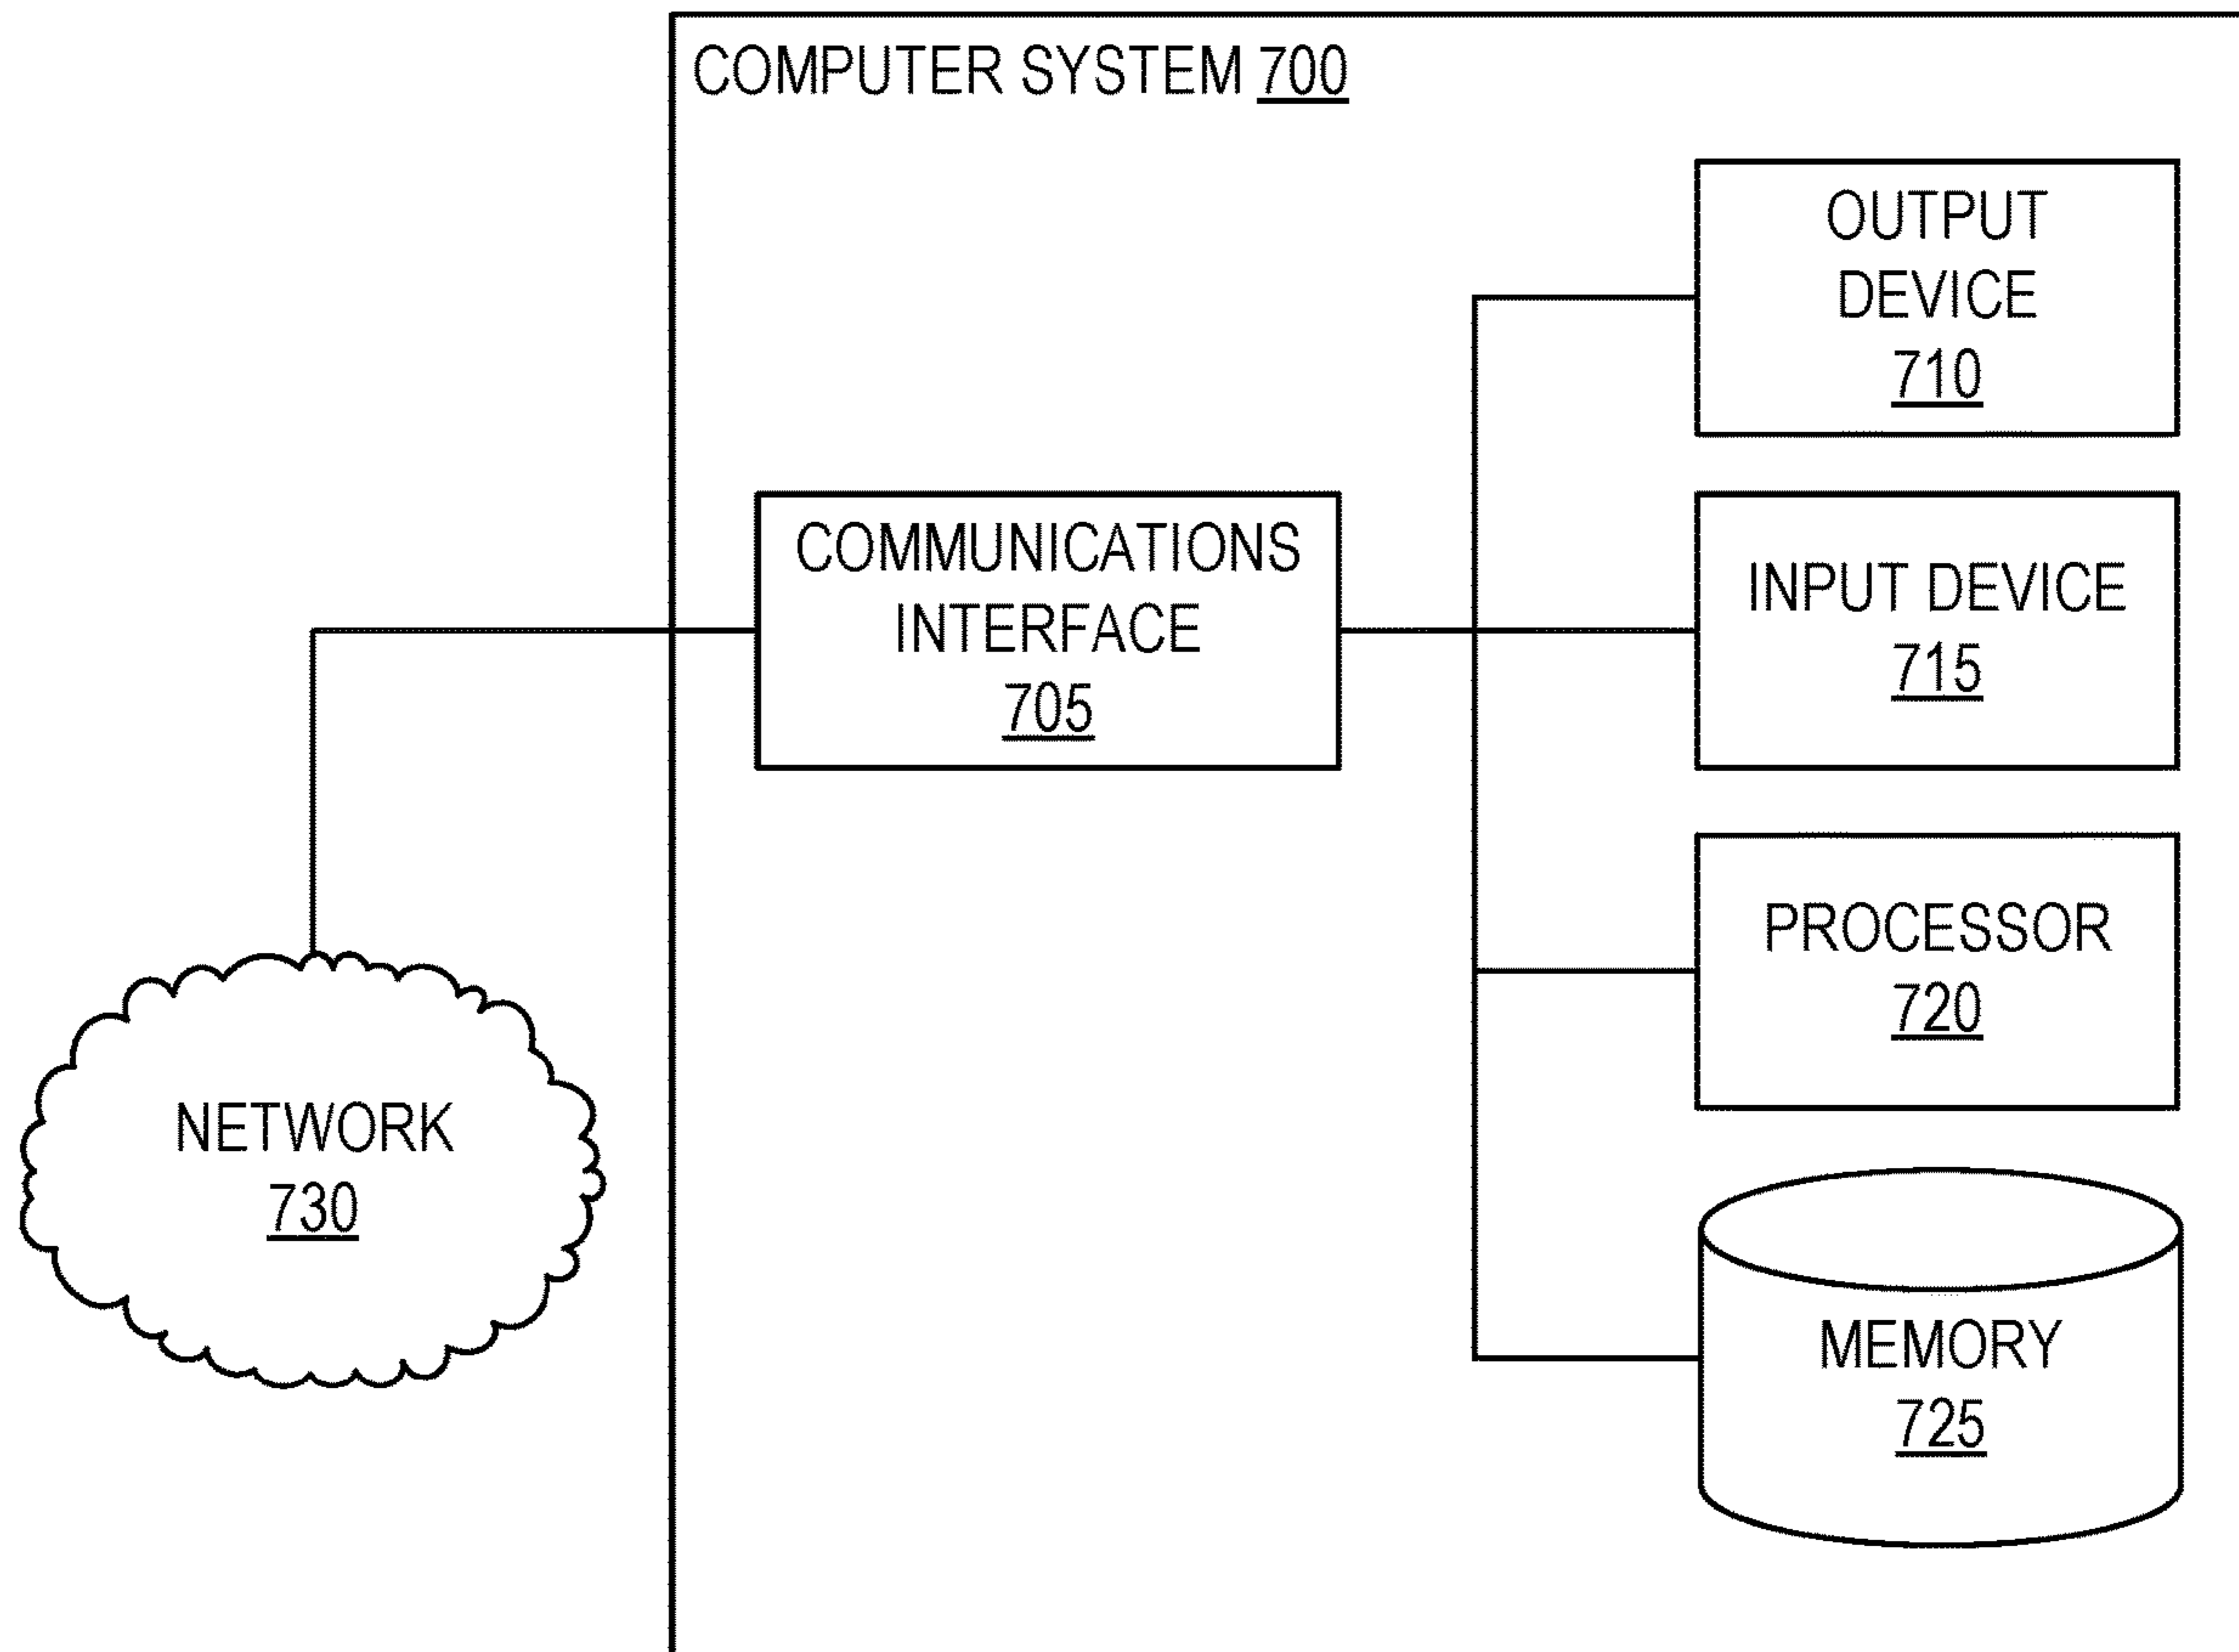 COMPUTER SYSTEM 700
OUTPUT
DEVICE
710
COMMUNICATIONS
INTERFACE
705
INPUT DEVICE
715
PROCESSOR
720
NETWORK
730
MEMORY
725